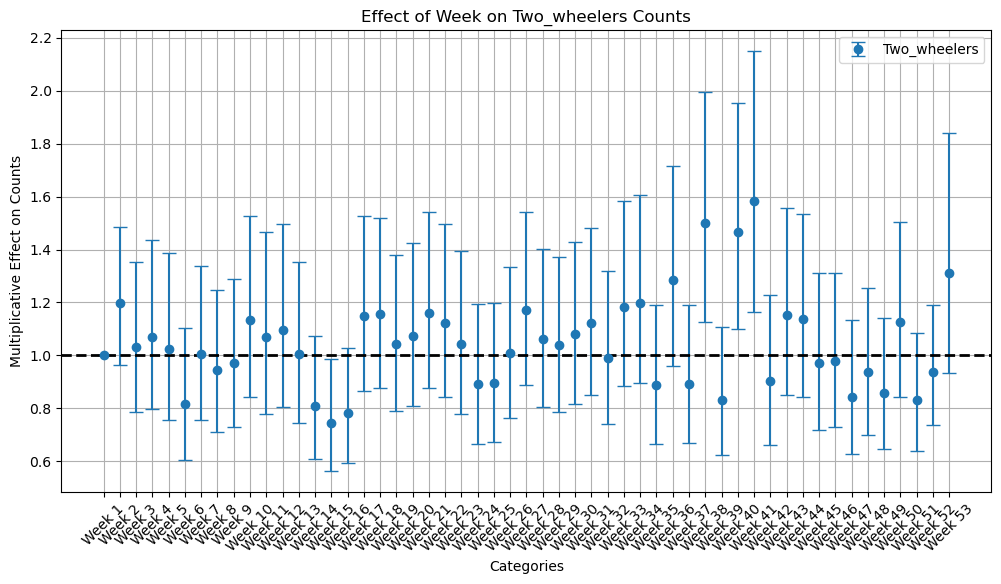 Effect of Week on Two_wheelers Counts
Two_wheelers
Multiplicative Effect on Counts
2.2
2.0
1.8
1.6
1.4
1.2
1.0
0.8
0.6
Week 1
Week 2
Week 3
Week 4
Week 5
Week 6
Week 7
Week 8
Week 9
Week 10
Week 11
Week 12
Week 13
Week 14
Week 15
Week 16
Week 17
Week 18
Week 19
Week 20
Week 21
Week 22
Week 23
Week 24
Week 25
Week 26
Week 27
Week 28
Week 29
Week 30
Week 31
Week 32
Week 33
Week 34
Week 35
Week 36
Week 37
Week 38
Week 39
Week 40
Week 41
Week 42
Week 43
Week 44
Week 45
Week 46
Week 47
Week 48
Week 49
Week 50
Week 51
Week 52
Week 53
Categories